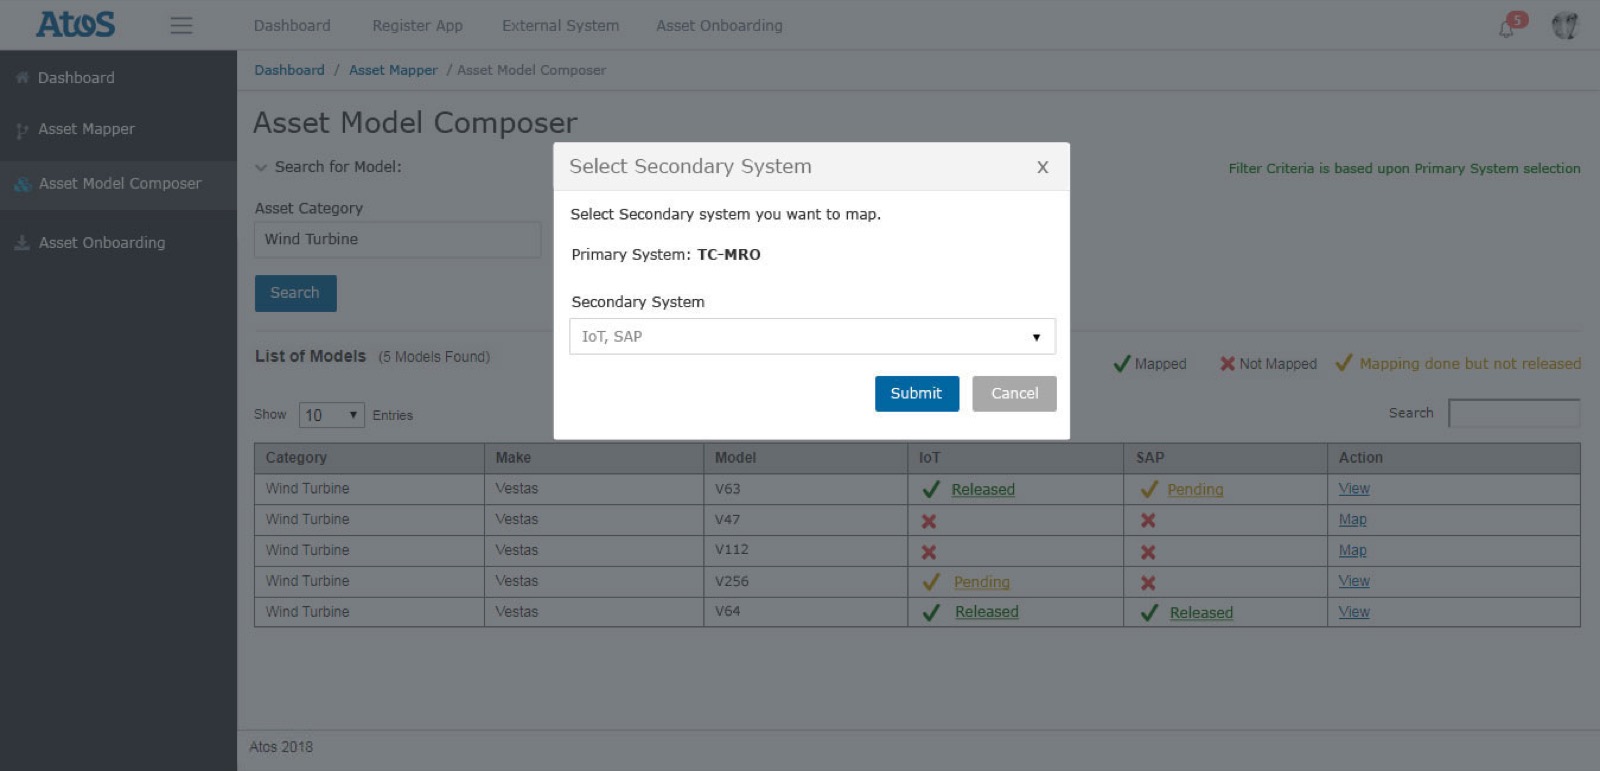 Atos
Dashboard Register App External System Asset Onboarding
5
Dashboard
Asset Mapper
Asset Model Composer
Asset Onboarding
Dashboard / Asset Mapper / Asset Model Composer
Asset Model Composer
Search for Model:
Filter Criteria is based upon Primary System selection
Asset Category
Wind Turbine
Search
Select Secondary System X
Select Secondary system you want to map.
Primary System: TC-MRO
Secondary System
IoT, SAP
Submit Cancel
List of Models (5 Models Found)
Mapped Not Mapped Mapping done but not released
Show 10 Entries
Search
Category Make Model IoT SAP Action
Wind Turbine Vestas V63 Released Pending View
Wind Turbine Vestas V47 Map
Wind Turbine Vestas V112 Map
Wind Turbine Vestas V256 Pending View
Wind Turbine Vestas V64 Released Released View
Atos 2018